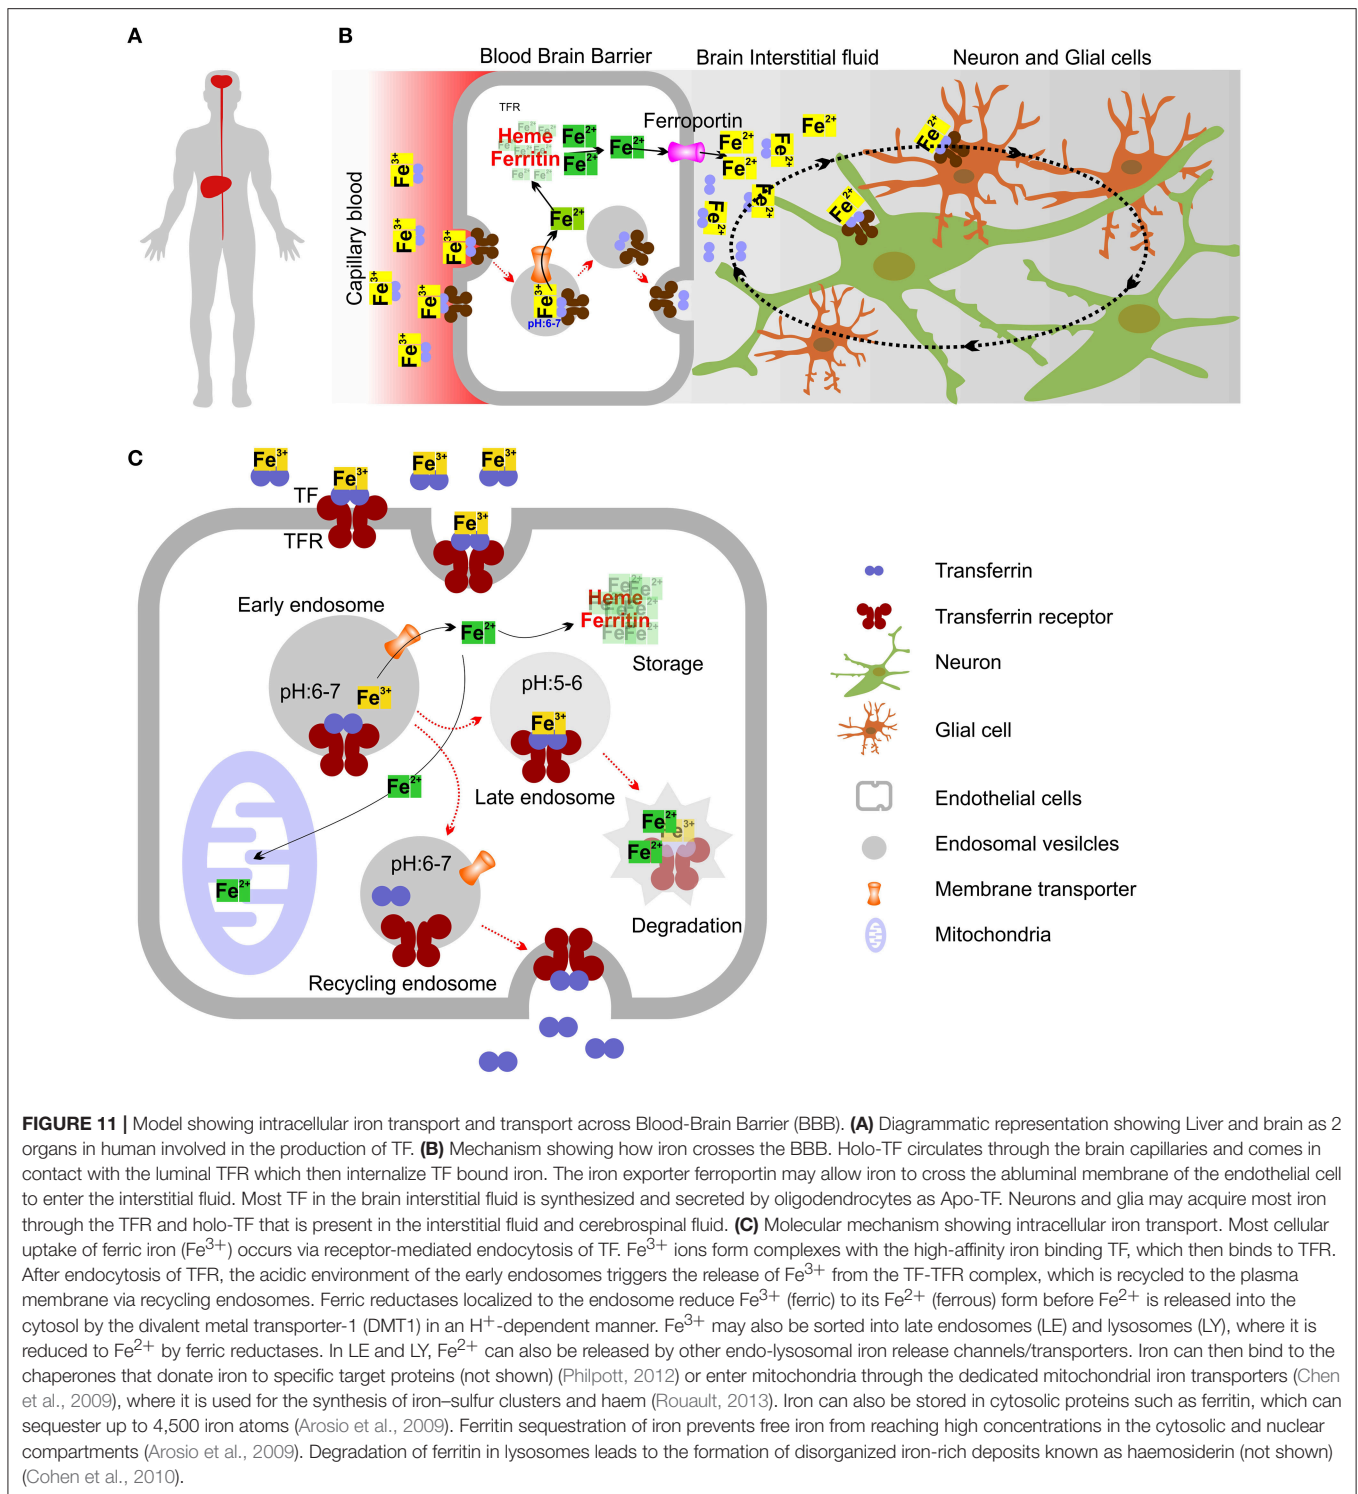 A
B
Blood Brain Barrier
Brain Interstitial fluid
Neuron and Glial cells
Capillary blood
TFR
Heme
Ferritin
Fe2+
Fe2+
Fe2+
Fe2+
Ferroportin
Fe2+
Fe2+
Fe2+
Fe2+
Fe2+
Fe2+
Fe2+
Fe2+
Fe3+
Fe3+
Fe3+
Fe3+
Fe3+
Fe3+
Fe3+
pH:6-7
C
Fe3+
Fe3+
Fe3+
Fe3+
TF
TFR
Fe3+
Early endosome
Fe2+
Fe2+
Heme
Ferritin
Storage
pH:6-7
Fe3+
pH:5-6
Fe3+
Late endosome
Fe2+
Fe2+
Fe3+
Fe2+
Degradation
Fe2+
pH:6-7
Recycling endosome
Transferrin
Transferrin receptor
Neuron
Glial cell
Endothelial cells
Endosomal vesilcles
Membrane transporter
Mitochondria
FIGURE 11 | Model showing intracellular iron transport and transport across Blood-Brain Barrier (BBB). (A) Diagrammatic representation showing Liver and brain as 2
organs in human involved in the production of TF. (B) Mechanism showing how iron crosses the BBB. Holo-TF circulates through the brain capillaries and comes in
contact with the luminal TFR which then internalize TF bound iron. The iron exporter ferroportin may allow iron to cross the abluminal membrane of the endothelial cell
to enter the interstitial fluid. Most TF in the brain interstitial fluid is synthesized and secreted by oligodendrocytes as Apo-TF. Neurons and glia may acquire most iron
through the TFR and holo-TF that is present in the interstitial fluid and cerebrospinal fluid. (C) Molecular mechanism showing intracellular iron transport. Most cellular
uptake of ferric iron (Fe3+) occurs via receptor-mediated endocytosis of TF. Fe3+ ions form complexes with the high-affinity iron binding TF, which then binds to TFR.
After endocytosis of TFR, the acidic environment of the early endosomes triggers the release of Fe3+ from the TF-TFR complex, which is recycled to the plasma
membrane via recycling endosomes. Ferric reductases localized to the endosome reduce Fe3+ (ferric) to its Fe2+ (ferrous) form before Fe2+ is released into the
cytosol by the divalent metal transporter-1 (DMT1) in an H+-dependent manner. Fe3+ may also be sorted into late endosomes (LE) and lysosomes (LY), where it is
reduced to Fe2+ by ferric reductases. In LE and LY, Fe2+ can also be released by other endo-lysosomal iron release channels/transporters. Iron can then bind to the
chaperones that donate iron to specific target proteins (not shown) (Philpott, 2012) or enter mitochondria through the dedicated mitochondrial iron transporters (Chen
et al., 2009), where it is used for the synthesis of iron–sulfur clusters and haem (Rouault, 2013). Iron can also be stored in cytosolic proteins such as ferritin, which can
sequester up to 4,500 iron atoms (Arosio et al., 2009). Ferritin sequestration of iron prevents free iron from reaching high concentrations in the cytosolic and nuclear
compartments (Arosio et al., 2009). Degradation of ferritin in lysosomes leads to the formation of disorganized iron-rich deposits known as haemosiderin (not shown)
(Cohen et al., 2010).